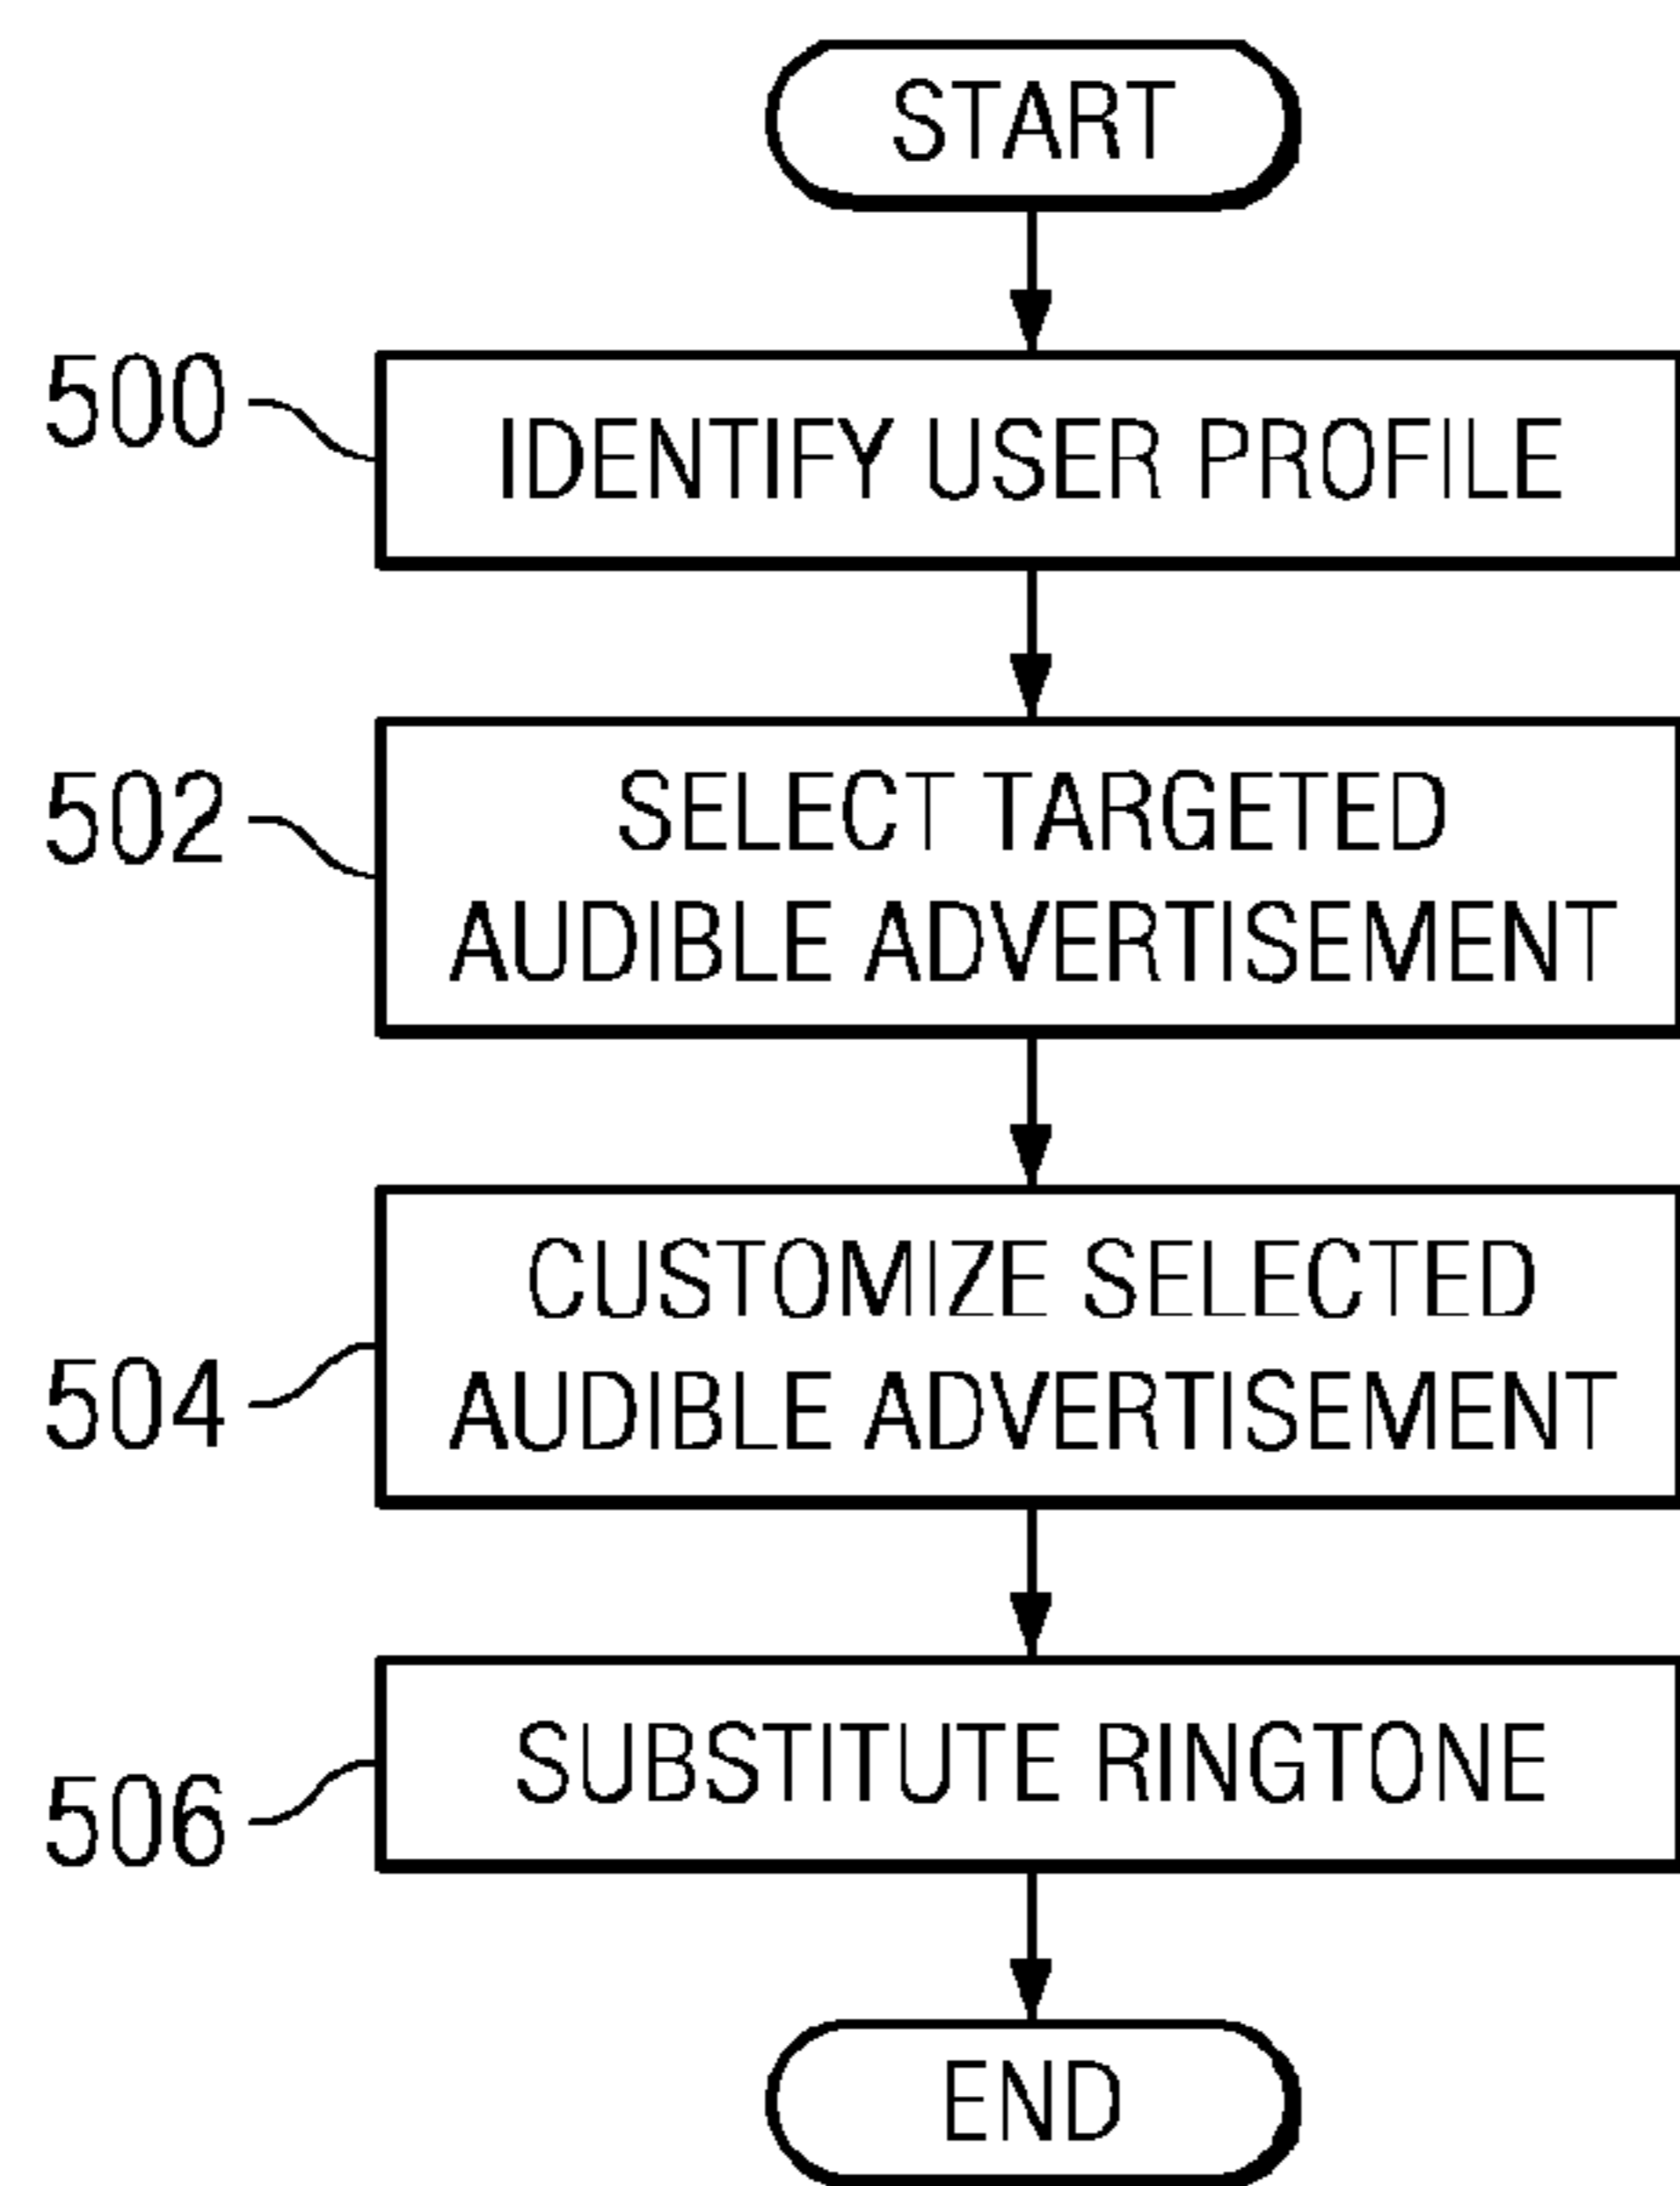 START
500
IDENTIFY USER PROFILE
502
SELECT TARGETED
AUDIBLE ADVERTISEMENT
504
CUSTOMIZE SELECTED
AUDIBLE ADVERTISEMENT
506
SUBSTITUTE RINGTONE
END